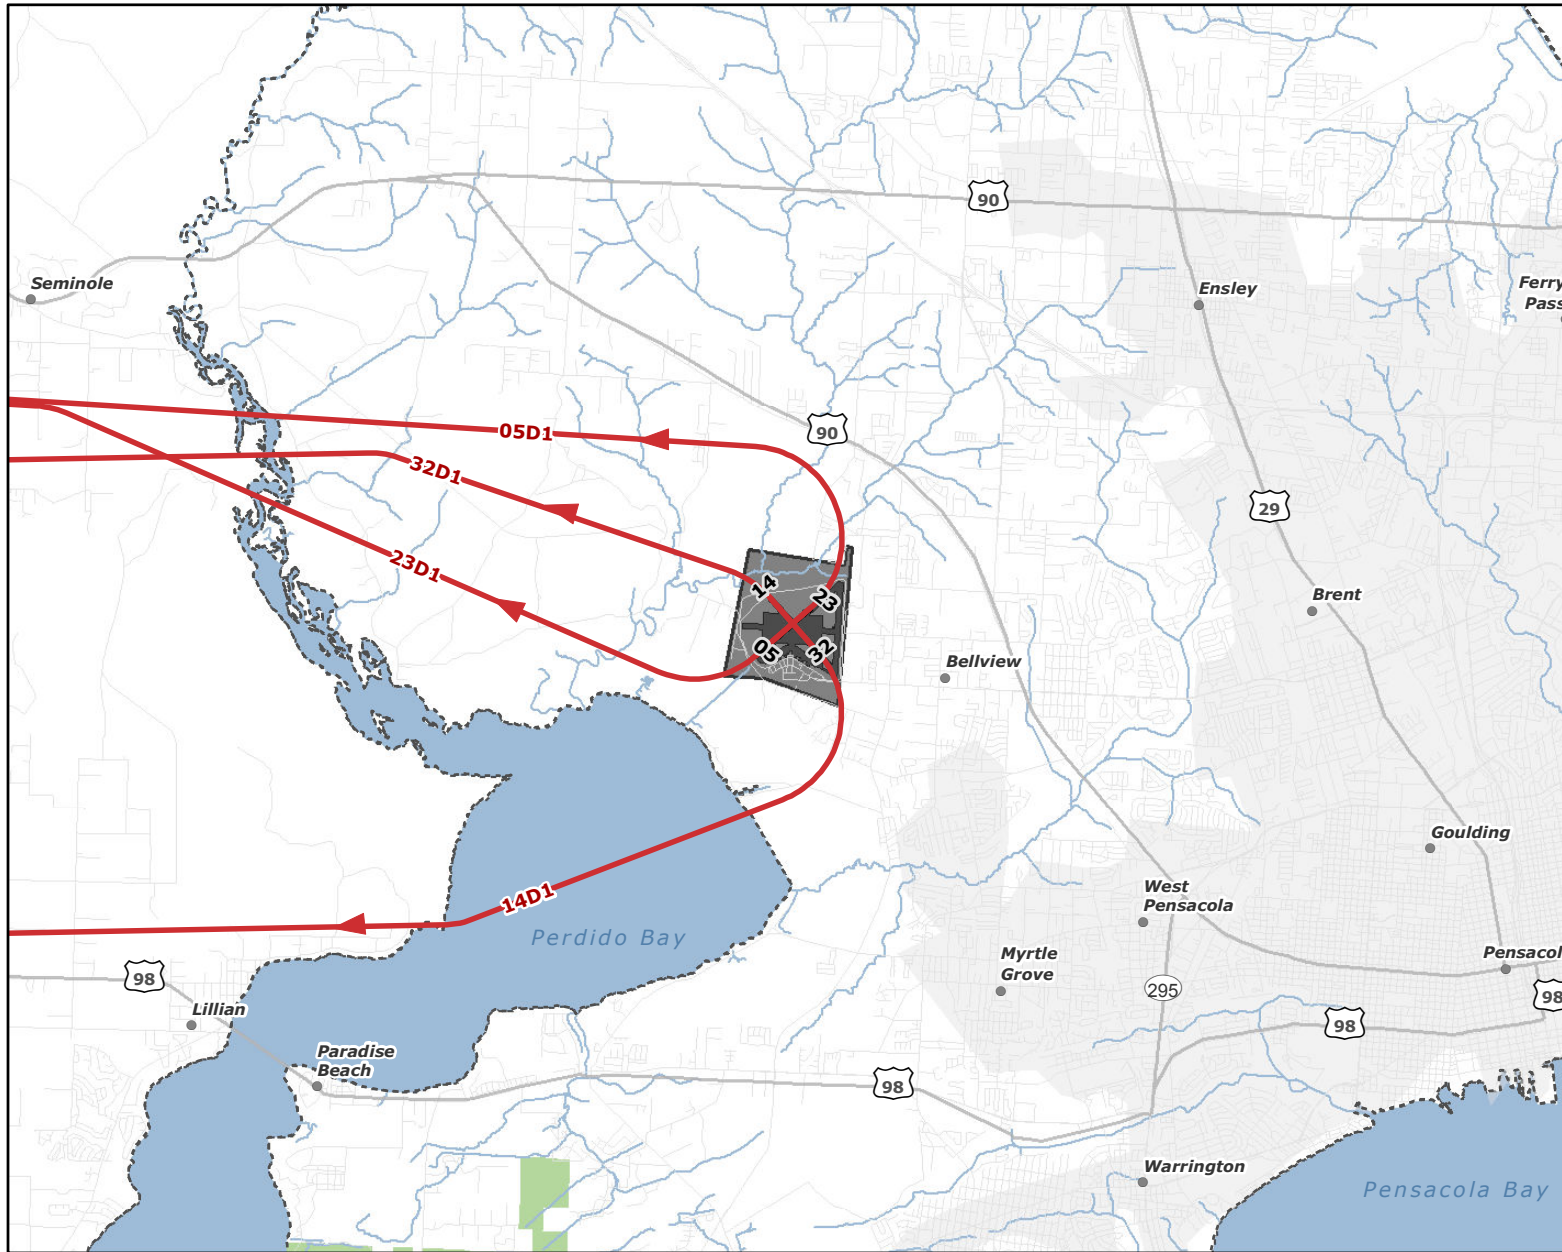 90
Seminole
Ensley
Ferry
Pass
05D1
90
32D1
29
23D1
14
23
Brent
05
32
Bellview
Goulding
West
Pensacola
14D1
Perdido Bay
Myrtle
Grove
Pensacol
98
295
98
Lillian
98
Paradise
Beach
98
Warrington
Pensacola Bay